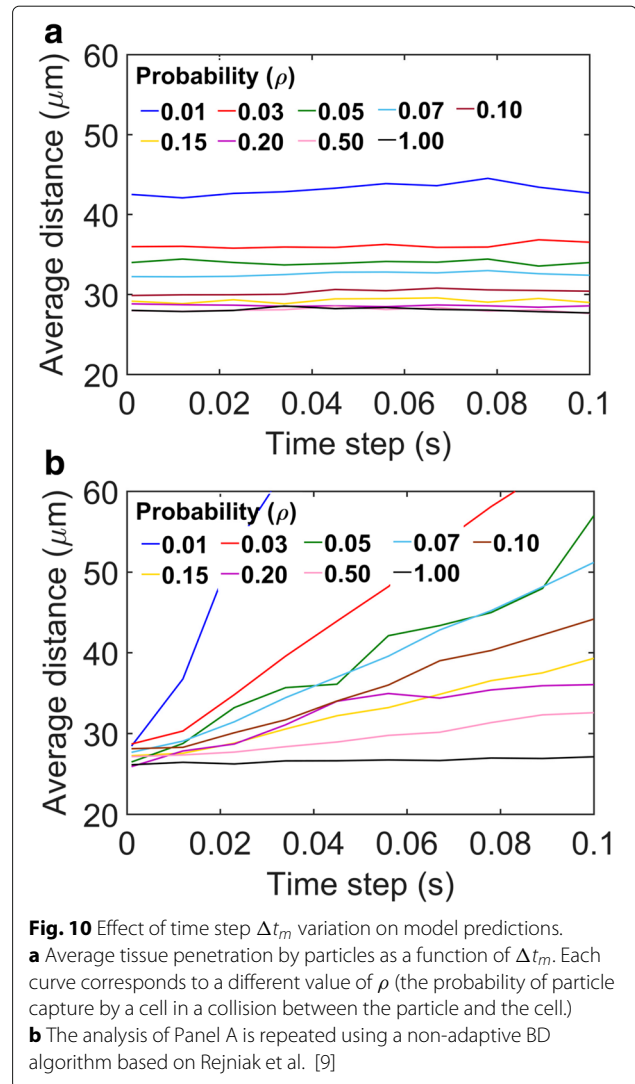 a
60
50
40
30
20
Average distance (μm)
Probability (ρ)
0.01 0.03 0.05 0.07 0.10
0.15 0.20 0.50 1.00
0 0.02 0.04 0.06 0.08 0.1
Time step (s)
b
60
50
40
30
20
Average distance (μm)
Probability (ρ)
0.01 0.03 0.05 0.07 0.10
0.15 0.20 0.50 1.00
0 0.02 0.04 0.06 0.08 0.1
Time step (s)
Fig. 10 Effect of time step Δtₘ variation on model predictions.
a Average tissue penetration by particles as a function of Δtₘ. Each
curve corresponds to a different value of ρ (the probability of particle
capture by a cell in a collision between the particle and the cell.)
b The analysis of Panel A is repeated using a non-adaptive BD
algorithm based on Rejniak et al. [9]